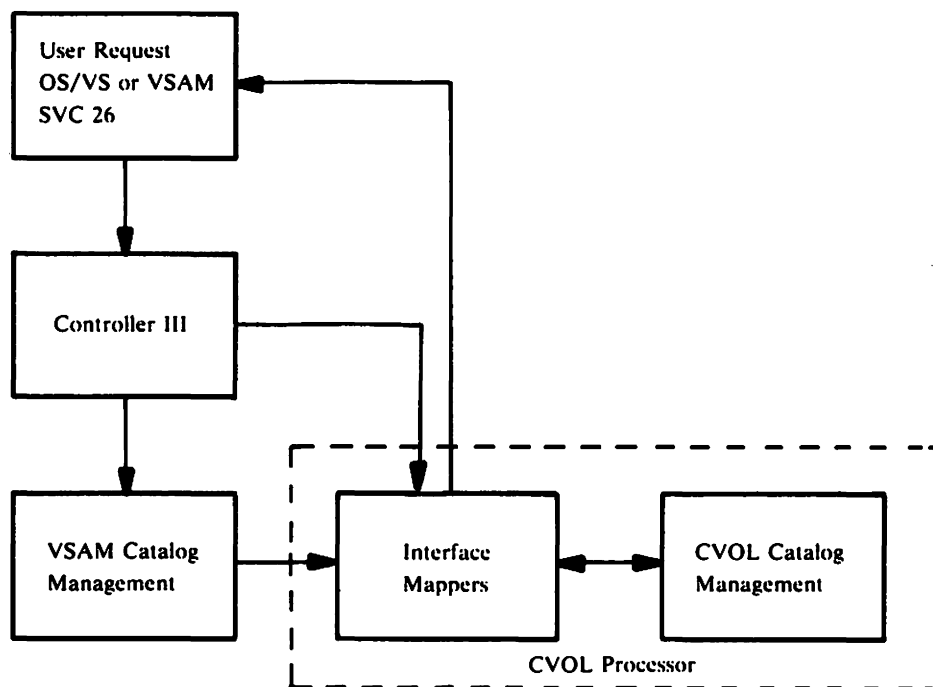 User Request
OS/VS or VSAM
SVC 26
Controller III
VSAM Catalog
Management
Interface
Mappers
CVOL Catalog
Management
CVOL Processor